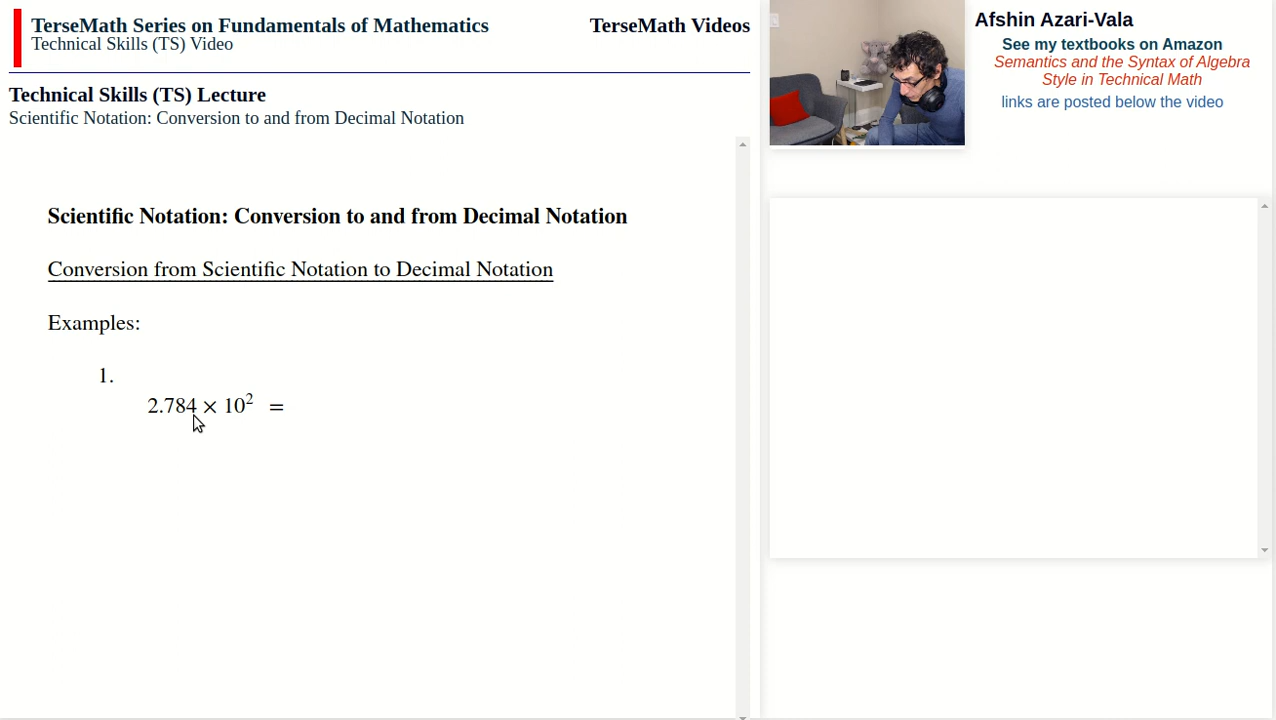 TerseMath Series on Fundamentals of Mathematics
Technical Skills (TS) Video
TerseMath Videos
Technical Skills (TS) Lecture
Scientific Notation: Conversion to and from Decimal Notation
Scientific Notation: Conversion to and from Decimal Notation
Conversion from Scientific Notation to Decimal Notation
Examples:
1.
2.784 × 10² =
Afshin Azari-Vala
See my textbooks on Amazon
Semantics and the Syntax of Algebra
Style in Technical Math
links are posted below the video